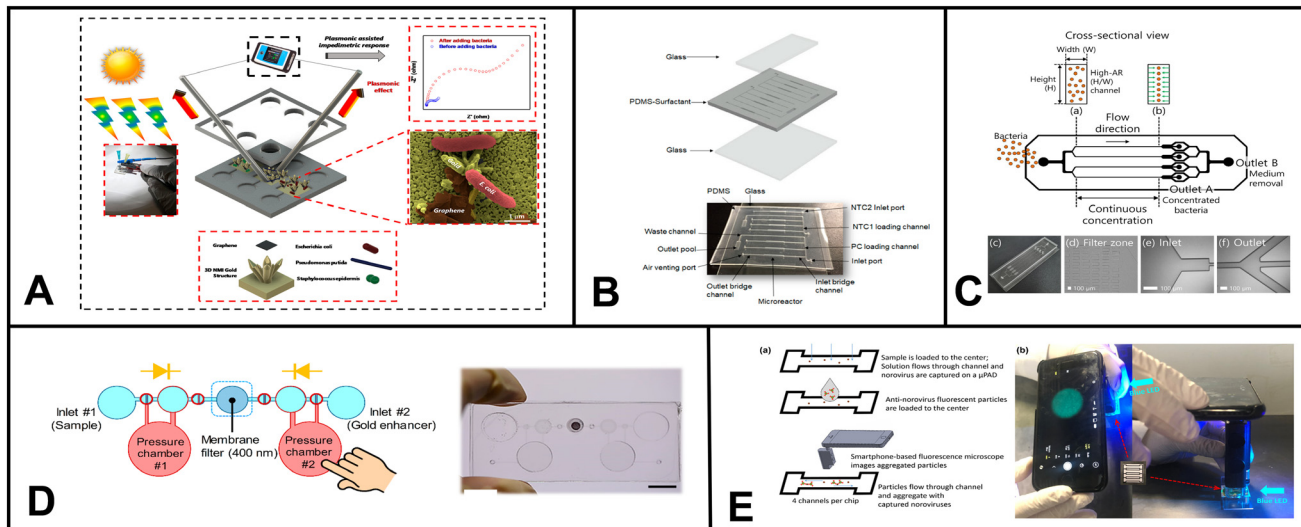 A
Plasmonic assisted
impedimetric response
Plasmonic
effect
After adding bacteria
Before adding bacteria
Z' (ohm)
Gold
E. coli
Graphene
1 µm
Graphene
Escherichia coli
3D NMI Gold
Structure
Pseudomonas putida
Staphylococcus epidermis
B
Glass
PDMS-Surfactant
Glass
PDMS
Glass
NTC2 Inlet port
NTC1 loading channel
Waste channel
PC loading channel
Outlet pool
Inlet port
Air venting port
Outlet bridge
channel
Microreactor
Inlet bridge
channel
C
Cross-sectional view
Width (W)
Height
(H)
High-AR
(H/W)
channel
(a)
(b)
Flow
direction
Bacteria
Outlet B
Medium
removal
Outlet A
Concentrated
bacteria
Continuous
concentration
(c)
(d) Filter zone
100 µm
(e) Inlet
100 µm
(f) Outlet
100 µm
D
Inlet #1
(Sample)
Pressure
chamber
#1
Membrane
filter (400 nm)
Pressure
chamber
#2
Inlet #2
(Gold enhancer)
E
(a)
Sample is loaded to the center;
Solution flows through channel and
norovirus are captured on a µPAD
Anti-norovirus fluorescent particles
are loaded to the center
Smartphone-based fluorescence microscope
images aggregated particles
Particles flow through channel
and aggregate with
captured noroviruses
4 channels per chip
(b)
Blue LED
Blue LED